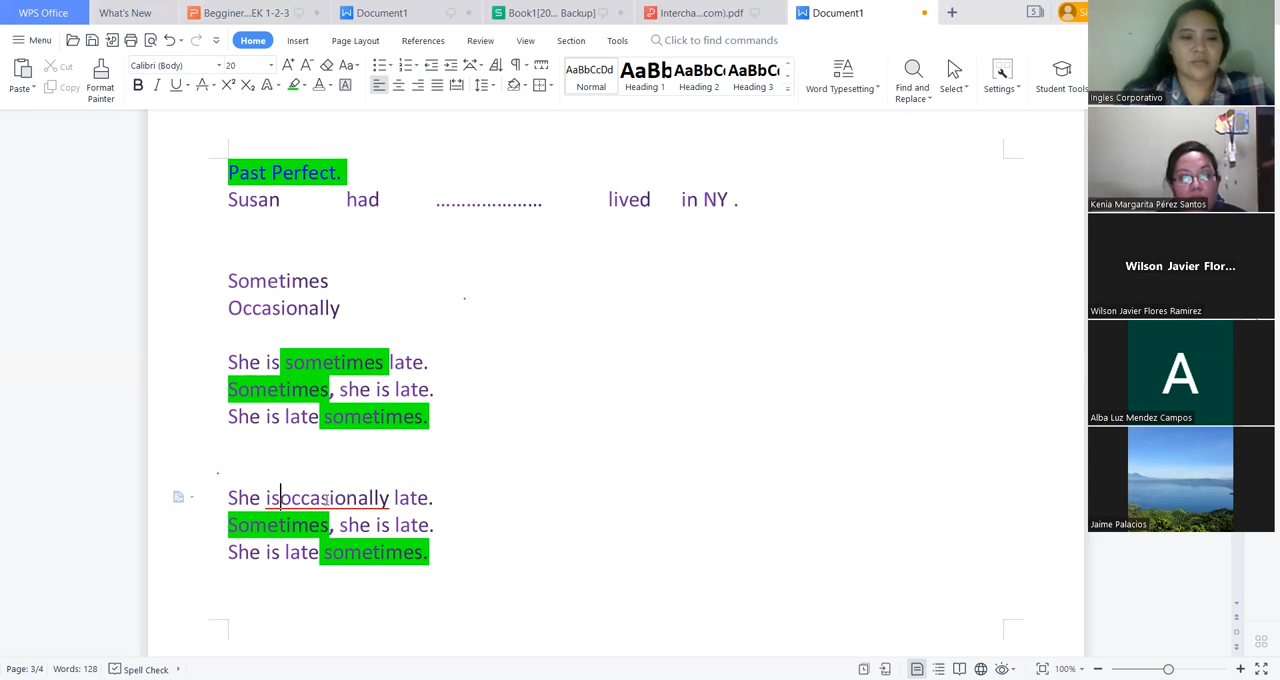 WPS Office What's New Begginer...EK 1-2-3 Document1 Book1[20... Backup] Intercha...com).pdf Document1
Menu Home Insert Page Layout References Review View Section Tools Click to find commands
Paste Cut Copy Format Painter Calibri (Body) 20 AaBbCcDd Normal AaBb Heading 1 AaBbC Heading 2 AaBbC Heading 3 Word Typesetting Find and Replace Select Settings Student Tools
Ingles Corporativo
Past Perfect.
Susan had ..................... lived in NY .
Kenia Margarita Pérez Santos
Sometimes
Occasionally
Wilson Javier Flor...
Wilson Javier Flores Ramirez
She is sometimes late.
Sometimes, she is late.
She is late sometimes.
A
Alba Luz Mendez Campos
She isoccasionally late.
Sometimes, she is late.
She is late sometimes.
Jaime Palacios
Page: 3/4 Words: 128 Spell Check 100%